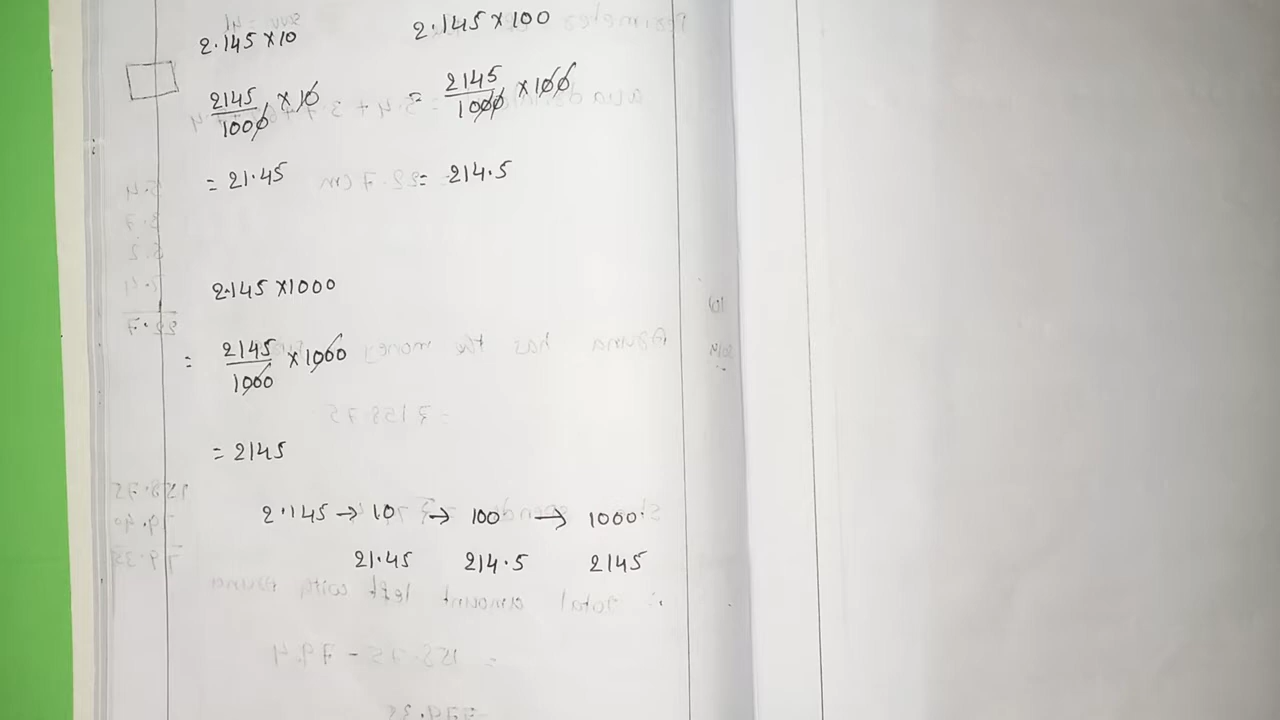 2.145 × 10
2145/1000 × 10
= 21.45
2.145 × 100
= 2145/1000 × 100
= 214.5
2.145 × 1000
= 2145/1000 × 1000
= 2145
2.145 → 10 → 100 → 1000
21.45 214.5 2145